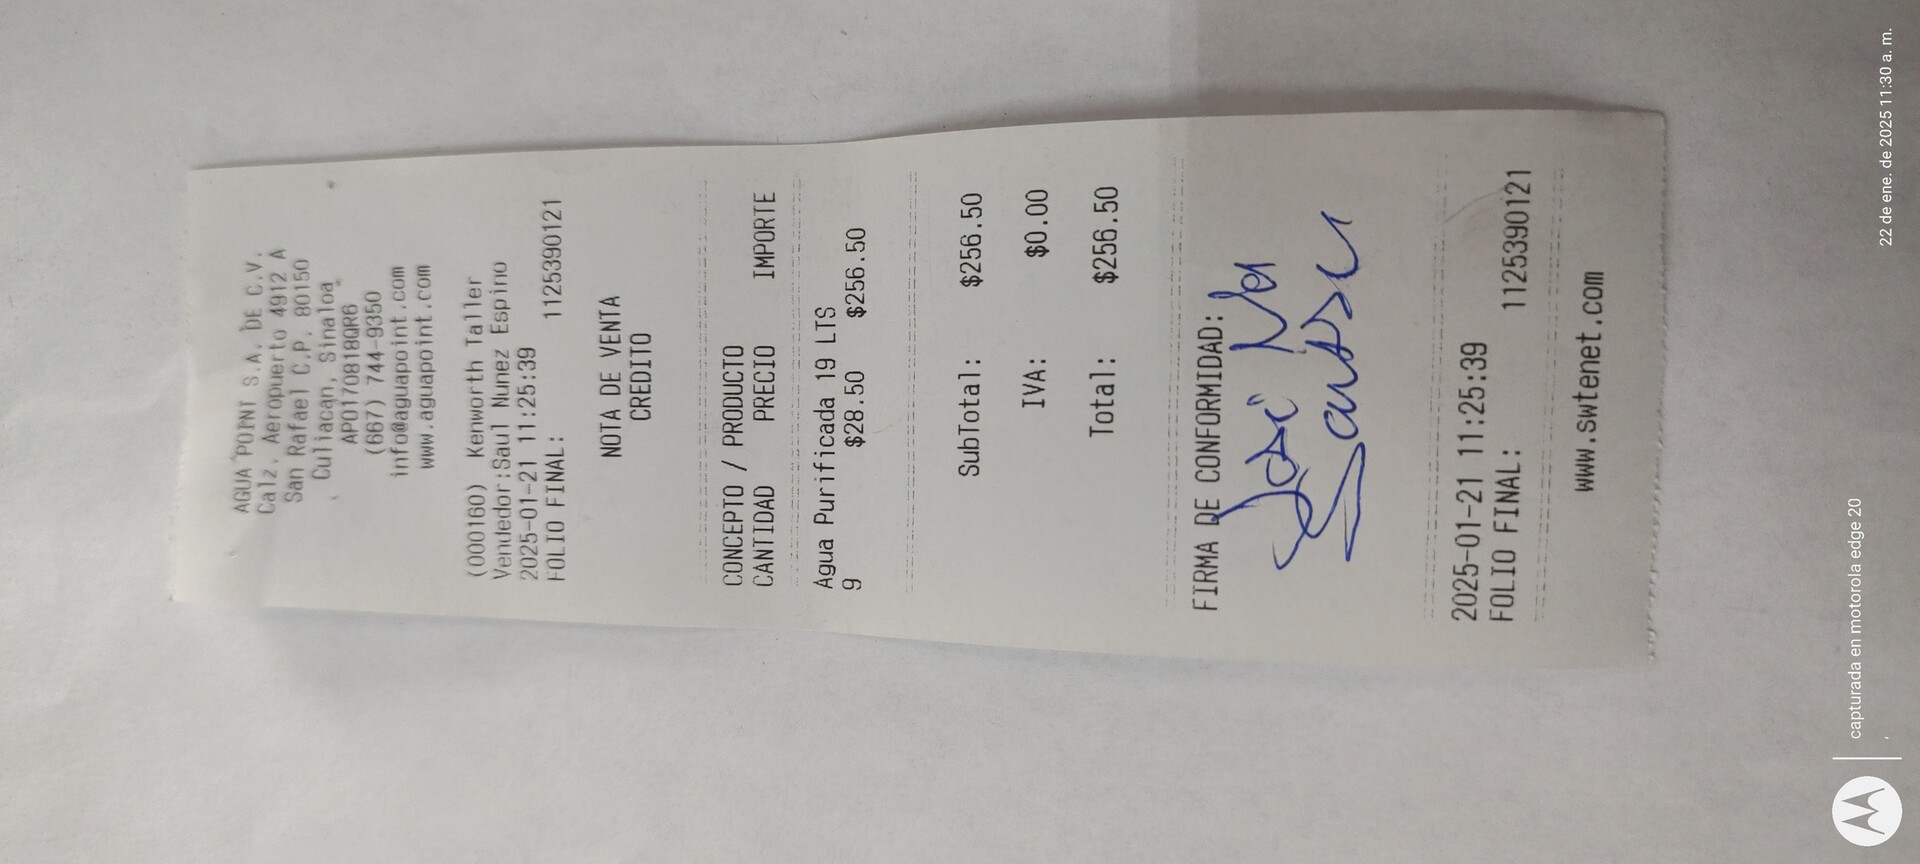 AGUA POINT S.A. DE C.V.
Calz. Aeropuerto 4912 A
San Rafael C.P. 80150
Culiacan, Sinaloa
APO170818QR6
(667) 744-9350
info@aguapoint.com
www.aguapoint.com
(000160) Kenworth Taller
Vendedor:Saul Nunez Espino
2025-01-21 11:25:39
FOLIO FINAL: 1125390121
NOTA DE VENTA
CREDITO
CONCEPTO / PRODUCTO
CANTIDAD PRECIO IMPORTE
Agua Purificada 19 LTS
9 $28.50 $256.50
SubTotal: $256.50
IVA: $0.00
Total: $256.50
FIRMA DE CONFORMIDAD:
José
2025-01-21 11:25:39
FOLIO FINAL: 1125390121
www.swtenet.com
capturada en motorola edge 20
22 de ene. de 2025 11:30 a. m.